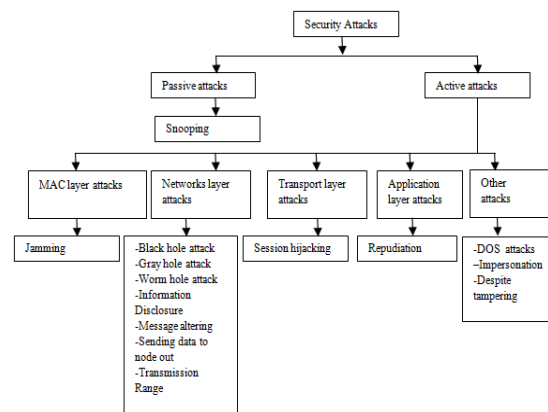 Security Attacks
Passive attacks
Active attacks
Snooping
MAC layer attacks
Networks layer
attacks
Transport layer
attacks
Application
layer attacks
Other
attacks
Jamming
-Black hole attack
-Gray hole attack
-Worm hole attack
-Information
Disclosure
-Message altering
-Sending data to
node out
-Transmission
Range
Session hijacking
Repudiation
-DOS attacks
–Impersonation
-Despite
tampering